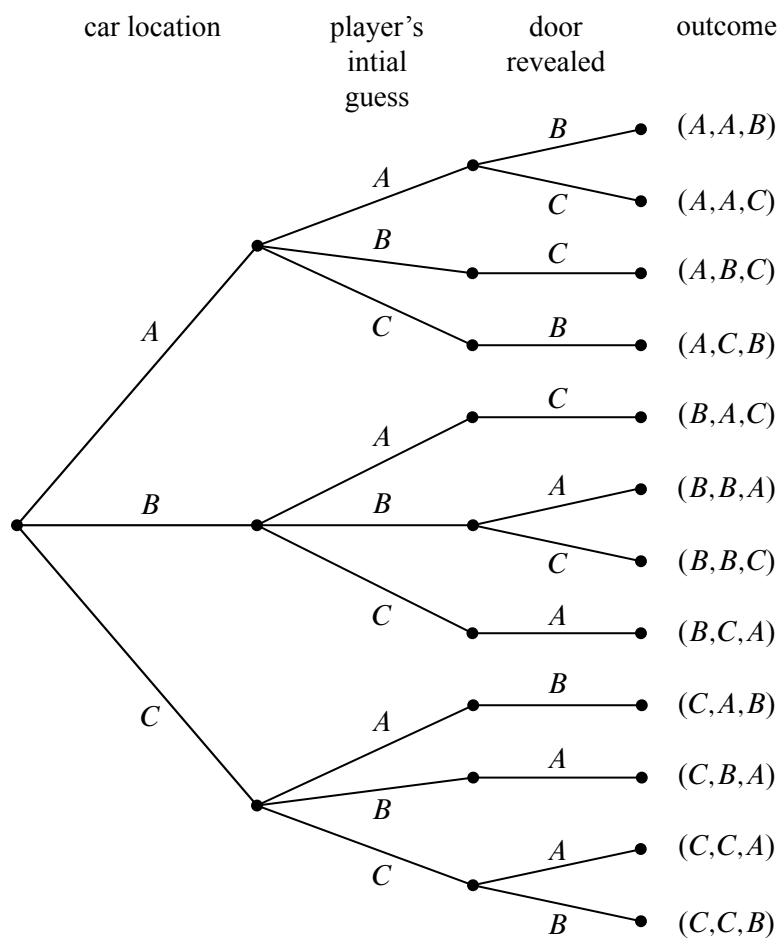 car location
player's
intial
guess
door
revealed
outcome
B
(A,A,B)
A
C
(A,A,C)
B
C
(A,B,C)
C
B
(A,C,B)
A
C
(B,A,C)
A
A
(B,B,A)
B
B
C
(B,B,C)
C
A
(B,C,A)
C
B
(C,A,B)
A
A
(C,B,A)
B
A
(C,C,A)
C
B
(C,C,B)